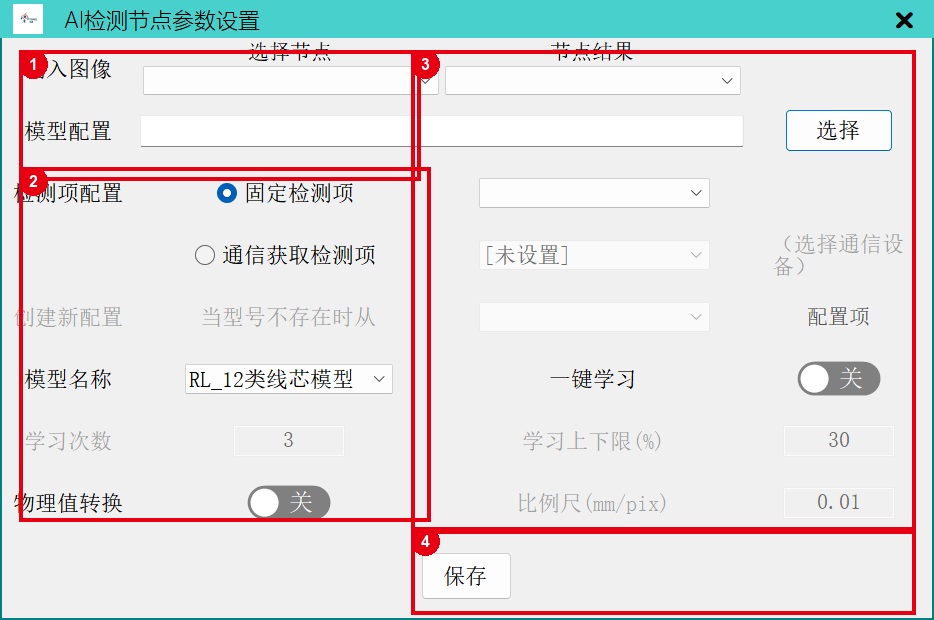 AI检测节点参数设置
选择节点 节点结果
1 入图像 3
模型配置 选择
2 检测项配置 固定检测项
通信获取检测项 [未设置] （选择通信设
备）
创建新配置 当型号不存在时从 配置项
模型名称 RL_12类线芯模型 一键学习 关
学习次数 3 学习上下限(%) 30
物理值转换 关 比例尺(mm/pix) 0.01
4
保存